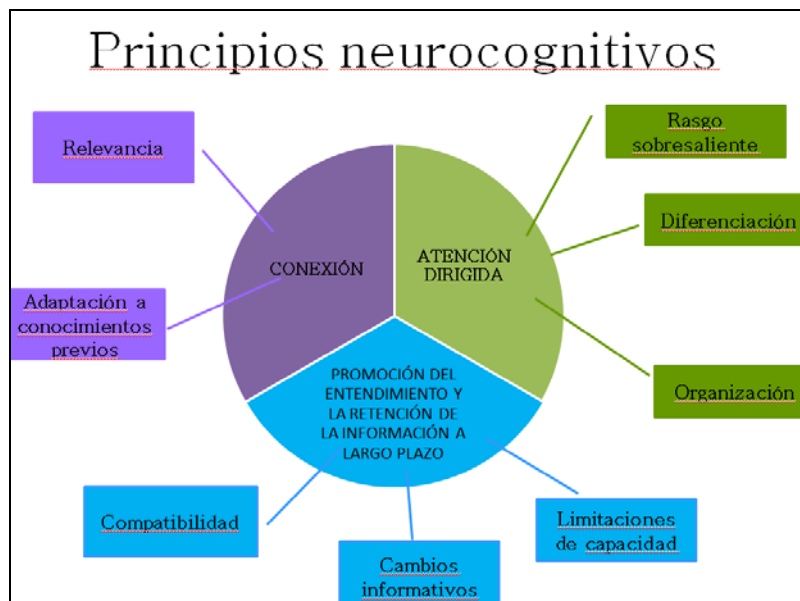 Principios neurocognitivos
Relevancia
Rasgo
sobresaliente
Diferenciación
CONEXIÓN
ATENCIÓN
DIRIGIDA
Adaptación a
conocimientos
previos
Organización
PROMOCIÓN DEL
ENTENDIMIENTO Y
LA RETENCIÓN DE
LA INFORMACIÓN A
LARGO PLAZO
Compatibilidad
Cambios
informativos
Limitaciones
de capacidad